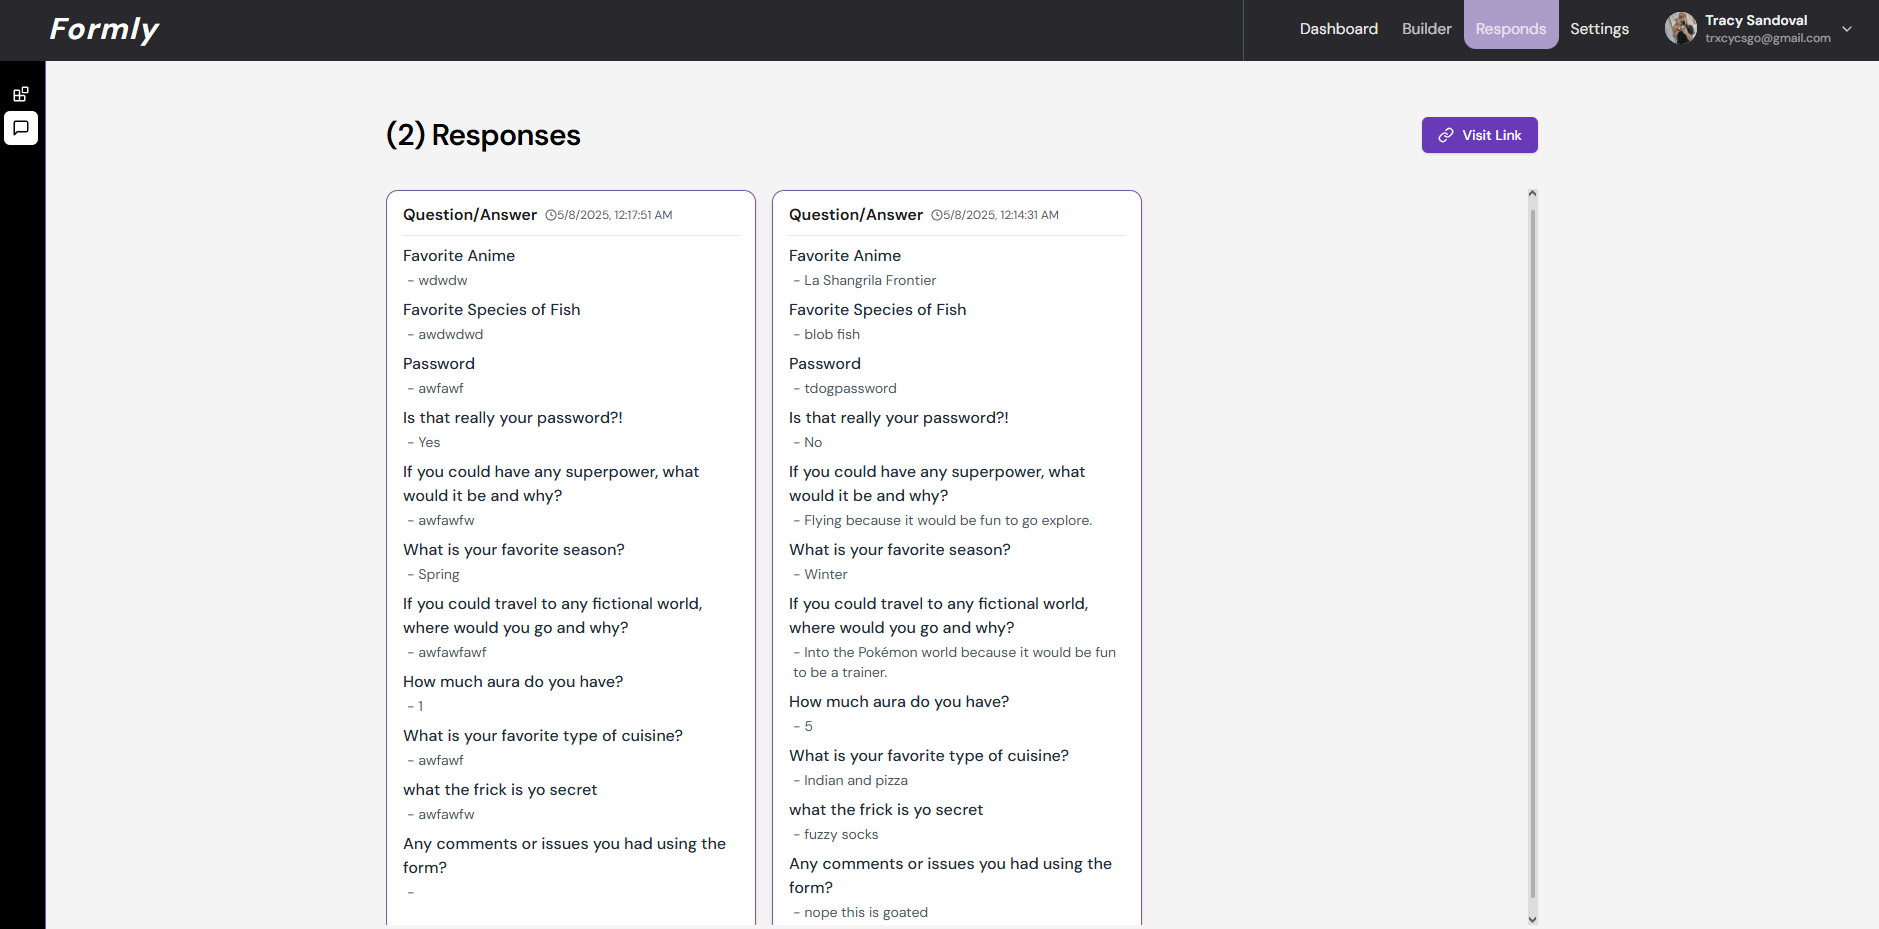 Formly
Dashboard
Builder
Responds
Settings
Tracy Sandoval
trxcycsgo@gmail.com
(2) Responses
Visit Link
Question/Answer 5/8/2025, 12:17:51 AM
Favorite Anime
- wdwdw
Favorite Species of Fish
- awdwdwd
Password
- awfawf
Is that really your password?!
- Yes
If you could have any superpower, what
would it be and why?
- awfawfw
What is your favorite season?
- Spring
If you could travel to any fictional world,
where would you go and why?
- awfawfawf
How much aura do you have?
- 1
What is your favorite type of cuisine?
- awfawf
what the frick is yo secret
- awfawfw
Any comments or issues you had using the
form?
-
Question/Answer 5/8/2025, 12:14:31 AM
Favorite Anime
- La Shangrila Frontier
Favorite Species of Fish
- blob fish
Password
- tdogpassword
Is that really your password?!
- No
If you could have any superpower, what
would it be and why?
- Flying because it would be fun to go explore.
What is your favorite season?
- Winter
If you could travel to any fictional world,
where would you go and why?
- Into the Pokémon world because it would be fun
to be a trainer.
How much aura do you have?
- 5
What is your favorite type of cuisine?
- Indian and pizza
what the frick is yo secret
- fuzzy socks
Any comments or issues you had using the
form?
- nope this is goated